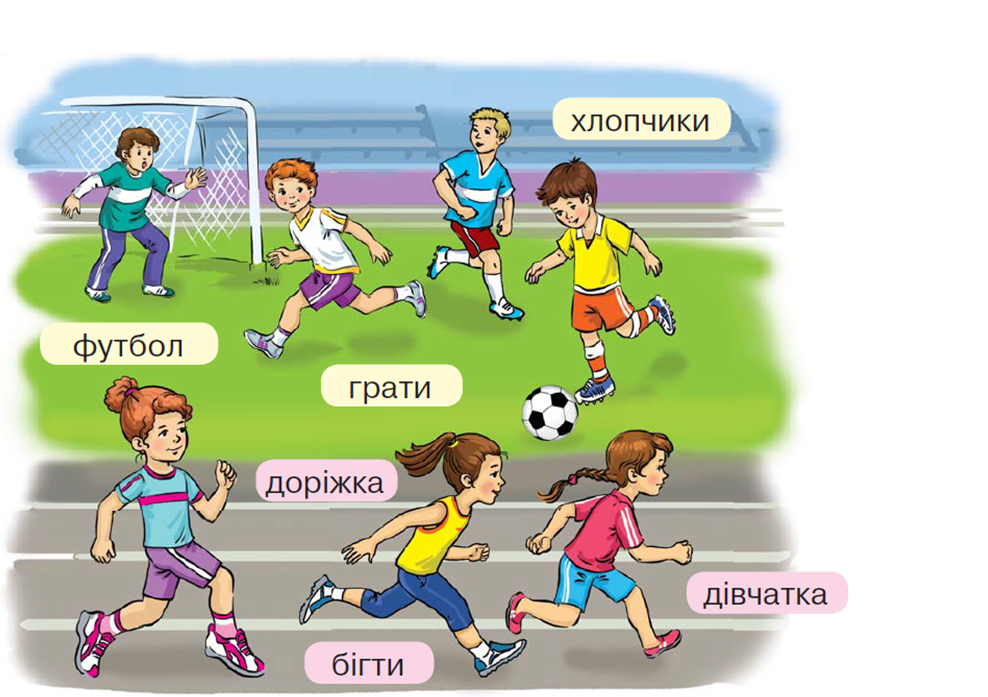 хлопчики
футбол
грати
доріжка
дівчатка
бігти